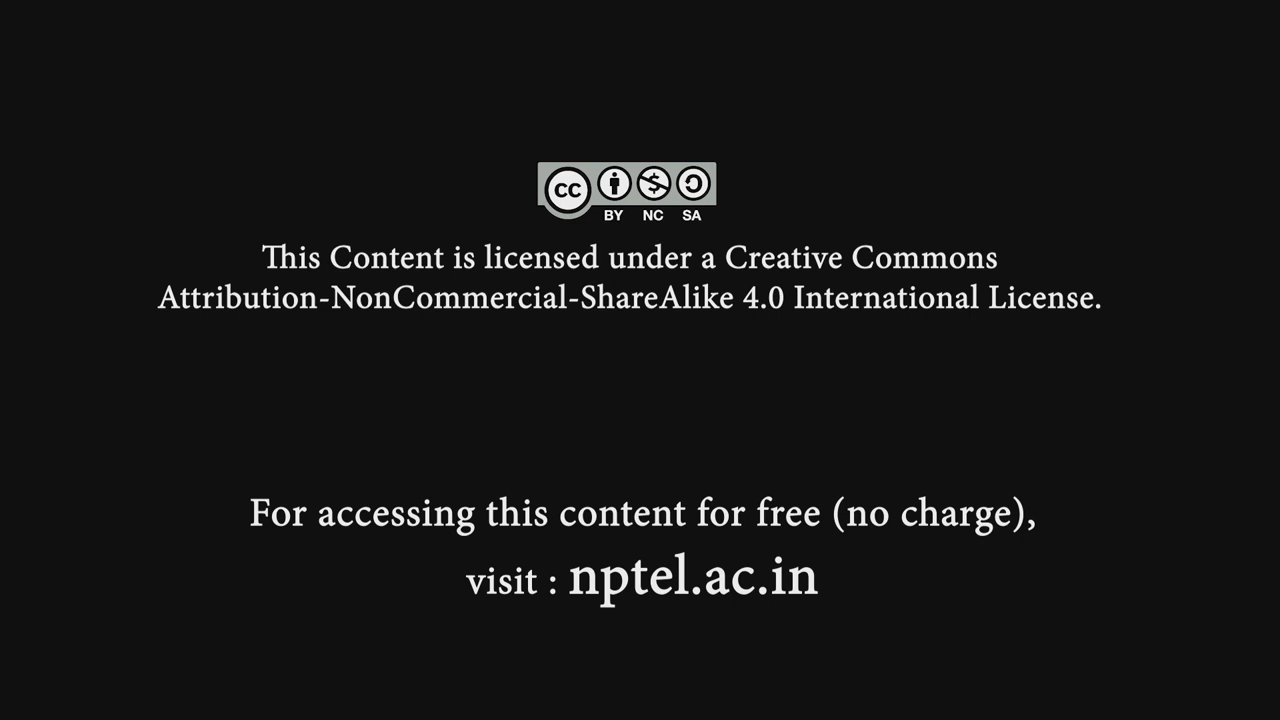 cc
BY NC SA
This Content is licensed under a Creative Commons
Attribution-NonCommercial-ShareAlike 4.0 International License.
For accessing this content for free (no charge),
visit : nptel.ac.in